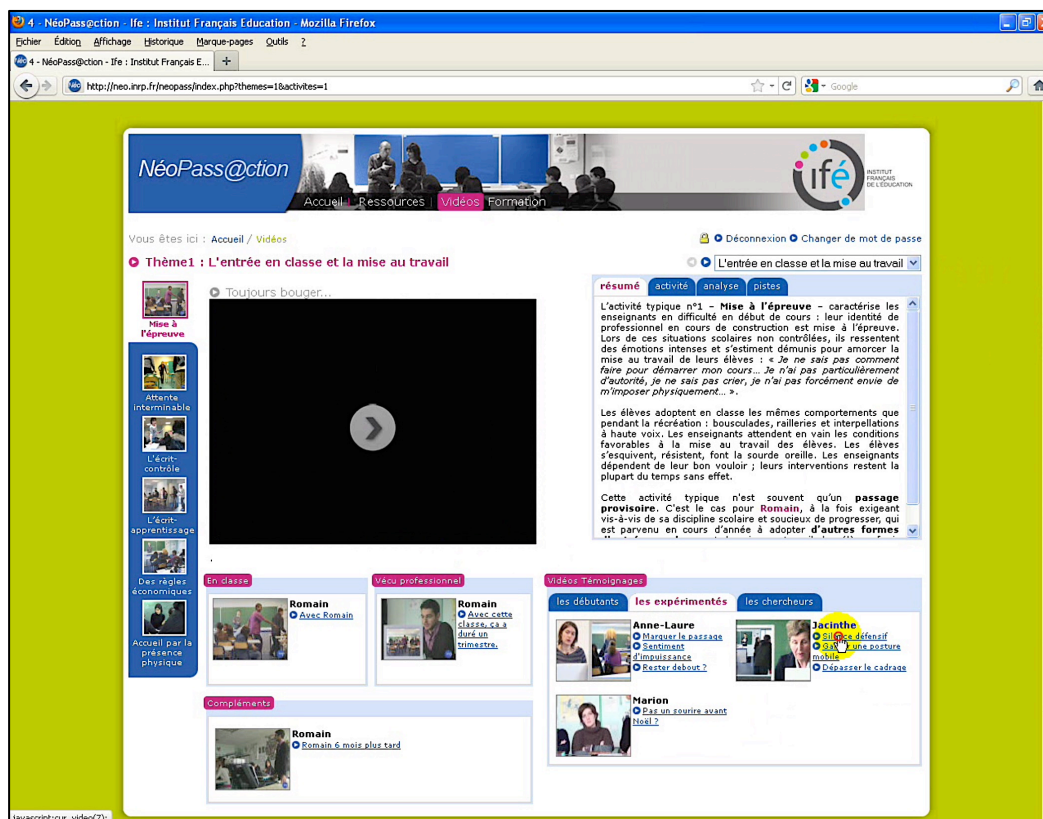 4 - NéoPass@ction - Ife : Institut Français Education - Mozilla Firefox
Fichier Édition Affichage Historique Marque-pages Outils ?
4 - NéoPass@ction - Ife : Institut Français E...
http://neo.inrp.fr/neopass/index.php?themes=1&activites=1
Google
NéoPass@ction
Accueil | Ressources | Vidéos Formation
ifé
INSTITUT
FRANÇAIS
DE L'ÉDUCATION
Vous êtes ici : Accueil / Vidéos
Déconnexion Changer de mot de passe
Thème1 : L'entrée en classe et la mise au travail
L'entrée en classe et la mise au travail
Mise à
l'épreuve
Attente
interminable
L'écrit-
contrôle
L'écrit-
apprentissage
Des règles
économiques
Accueil par la
présence
physique
Toujours bouger...
résumé activité analyse pistes
L'activité typique n°1 – Mise à l'épreuve – caractérise les
enseignants en difficulté en début de cours : leur identité de
professionnel en cours de construction est mise à l'épreuve.
Lors de ces situations scolaires non contrôlées, ils ressentent
des émotions intenses et s'estiment démunis pour amorcer la
mise au travail de leurs élèves : « Je ne sais pas comment
faire pour démarrer mon cours... Je n'ai pas particulièrement
d'autorité, je ne sais pas crier, je n'ai pas forcément envie de
m'imposer physiquement... ».
Les élèves adoptent en classe les mêmes comportements que
pendant la récréation : bousculades, railleries et interpellations
à haute voix. Les enseignants attendent en vain les conditions
favorables à la mise au travail des élèves. Les élèves
s'esquivent, résistent, font la sourde oreille. Les enseignants
dépendent de leur bon vouloir ; leurs interventions restent la
plupart du temps sans effet.
Cette activité typique n'est souvent qu'un passage
provisoire. C'est le cas pour Romain, à la fois exigeant
vis-à-vis de sa discipline scolaire et soucieux de progresser, qui
est parvenu en cours d'année à adopter d'autres formes
En classe
Romain
Avec Romain
Vécu professionnel
Romain
Avec cette
classe, ça a
duré un
trimestre.
Compléments
Romain
Romain 6 mois plus tard
Vidéos Témoignages
les débutants les expérimentés les chercheurs
Anne-Laure
Marquer le passage
Sentiment
d'impuissance
Rester debout ?
Jacinthe
défensif
une posture
mobile
Dépasser le cadrage
Marion
Pas un sourire avant
Noël ?
javascript:cur_video(7);